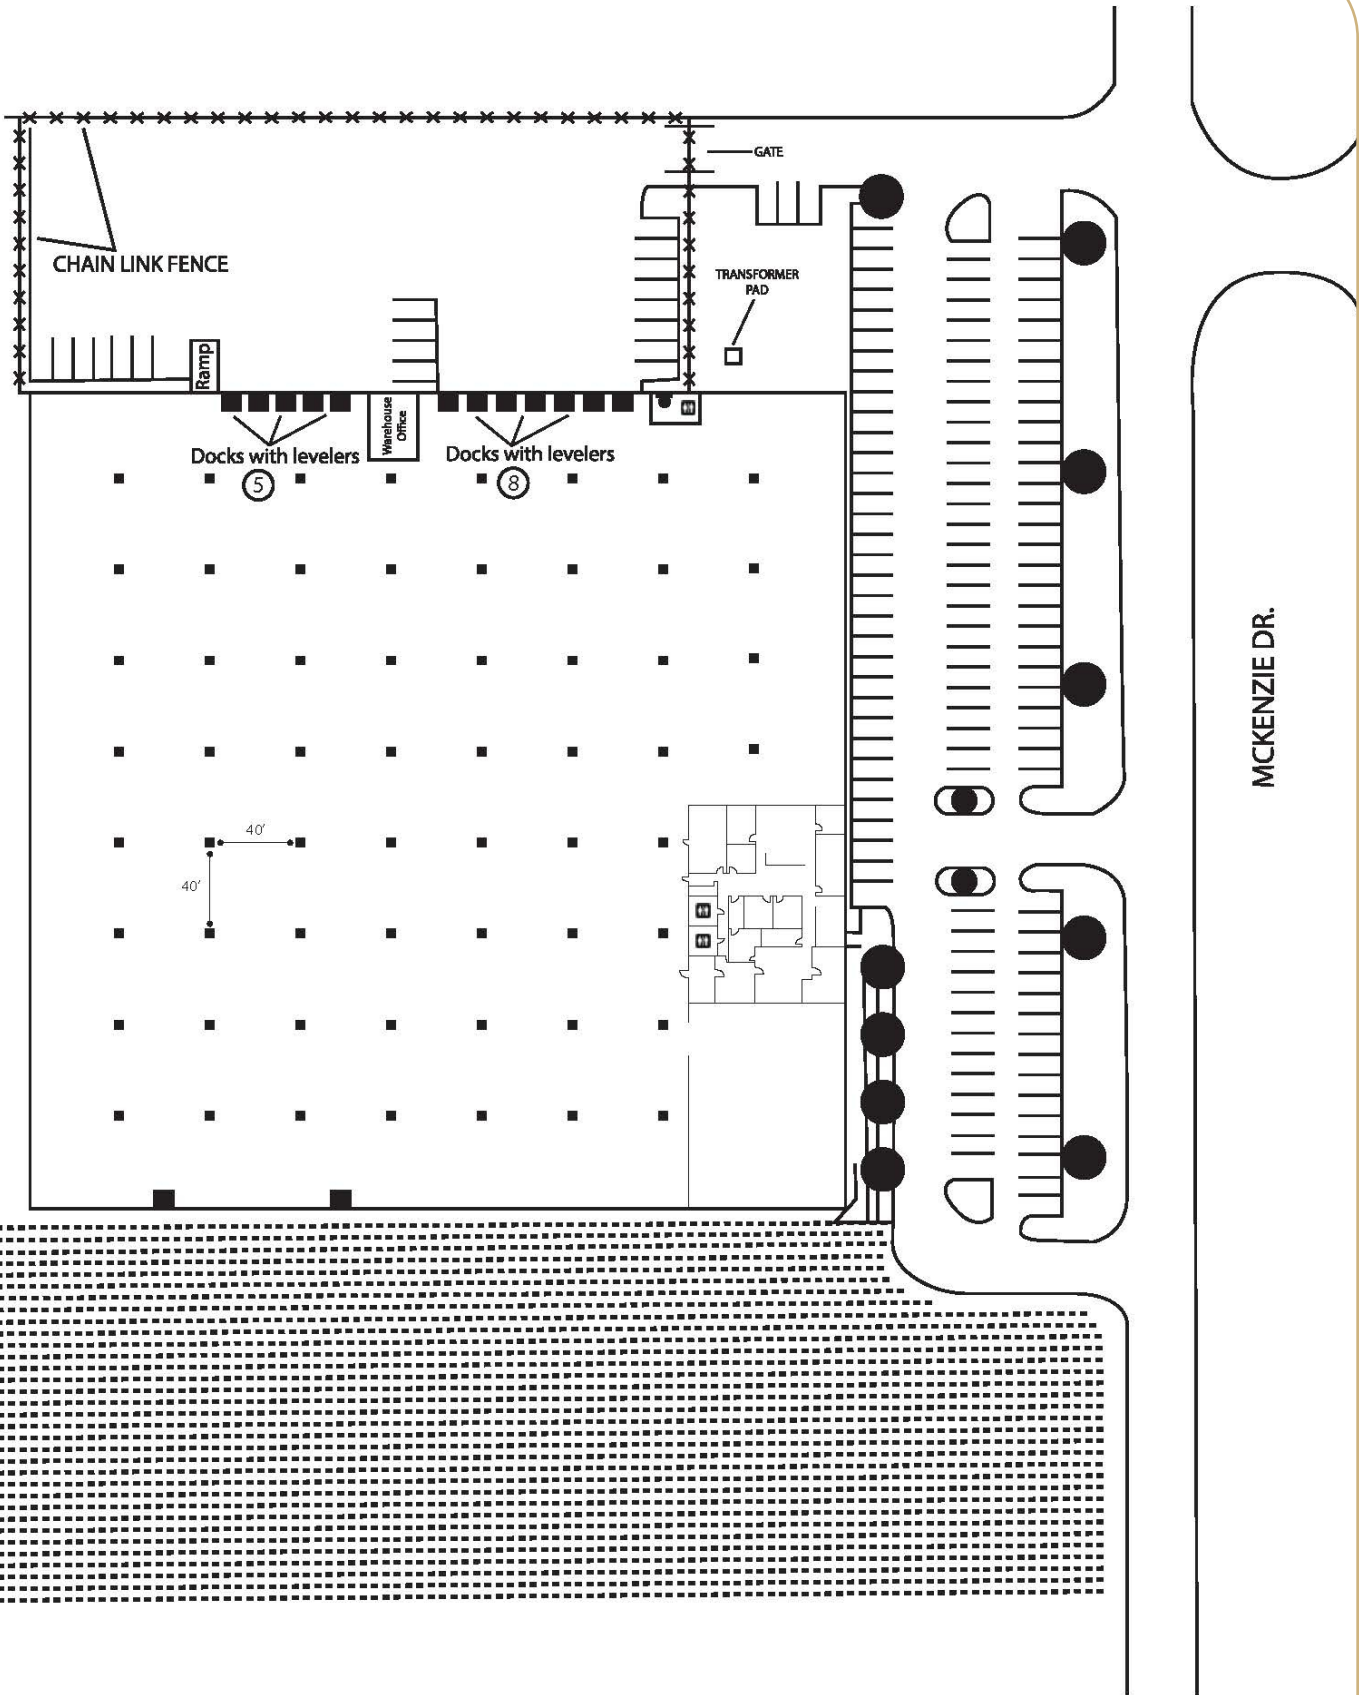 GATE
CHAIN LINK FENCE
TRANSFORMER
PAD
Ramp
Warehouse
Office
Docks with levelers
5
Docks with levelers
8
MCKENZIE DR.
40'
40'